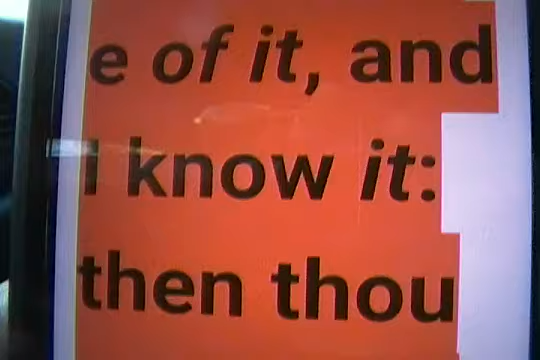 e of it, and
I know it:
then thou